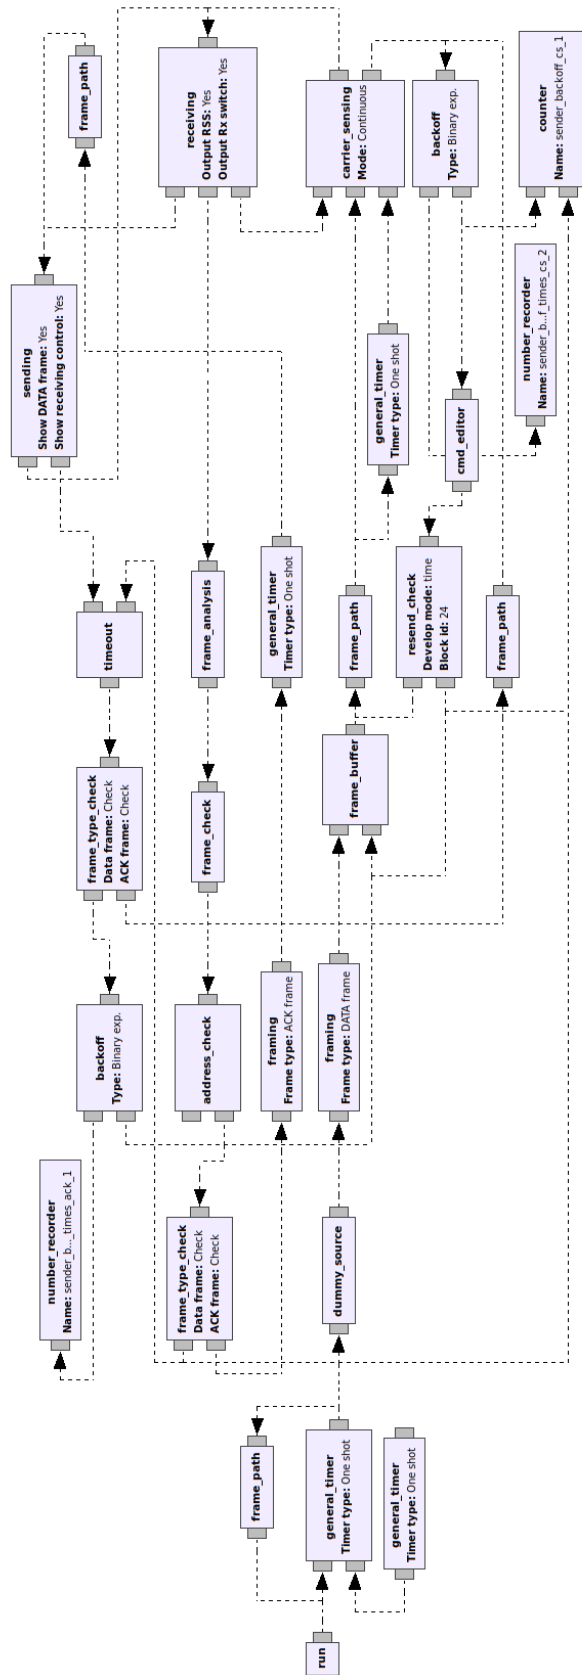 run
frame_path
general_timer
Timer type: One shot
general_timer
Timer type: One shot
number_recorder
Name: sender_b..._times_ack_1
frame_type_check
Data frame: Check
ACK frame: Check
dummy_source
backoff
Type: Binary exp.
address_check
framing
Frame type: ACK frame
framing
Frame type: DATA frame
frame_type_check
Data frame: Check
ACK frame: Check
frame_check
frame_buffer
timeout
frame_analysis
general_timer
Timer type: One shot
frame_path
resend_check
Develop mode: time
Block id: 24
frame_path
sending
Show DATA frame: Yes
Show receiving control: Yes
general_timer
Timer type: One shot
cmd_editor
number_recorder
Name: sender_b...f_times_cs_2
frame_path
receiving
Output RSS: Yes
Output Rx switch: Yes
carrier_sensing
Mode: Continuous
backoff
Type: Binary exp.
counter
Name: sender_backoff_cs_1